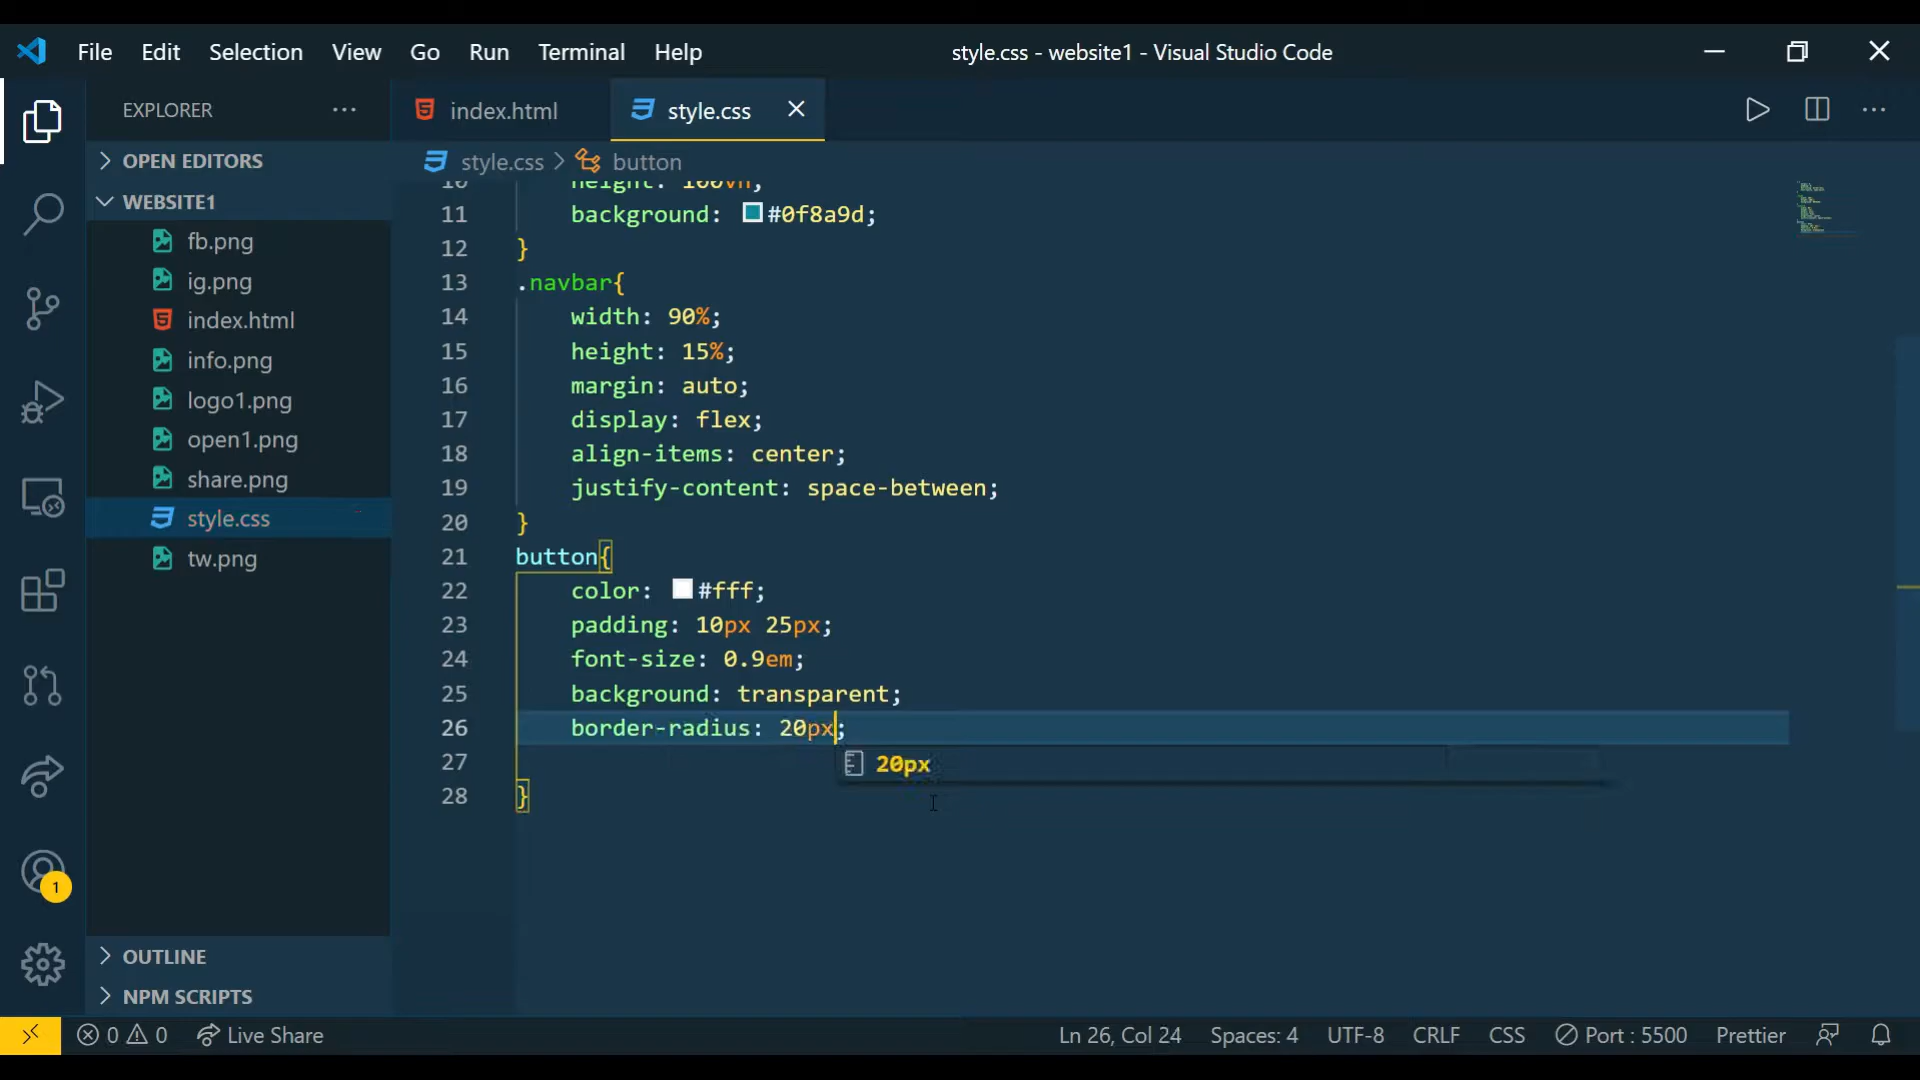 File Edit Selection View Go Run Terminal Help style.css - website1 - Visual Studio Code
EXPLORER
OPEN EDITORS
WEBSITE1
fb.png
ig.png
index.html
info.png
logo1.png
open1.png
share.png
style.css
tw.png
OUTLINE
NPM SCRIPTS
1
index.html style.css
style.css > button
10 height: 100vh;
11 background: #0f8a9d;
12 }
13 .navbar{
14 width: 90%;
15 height: 15%;
16 margin: auto;
17 display: flex;
18 align-items: center;
19 justify-content: space-between;
20 }
21 button{
22 color: #fff;
23 padding: 10px 25px;
24 font-size: 0.9em;
25 background: transparent;
26 border-radius: 20px;
27
20px
28 }
0 0 Live Share Ln 26, Col 24 Spaces: 4 UTF-8 CRLF CSS Port : 5500 Prettier